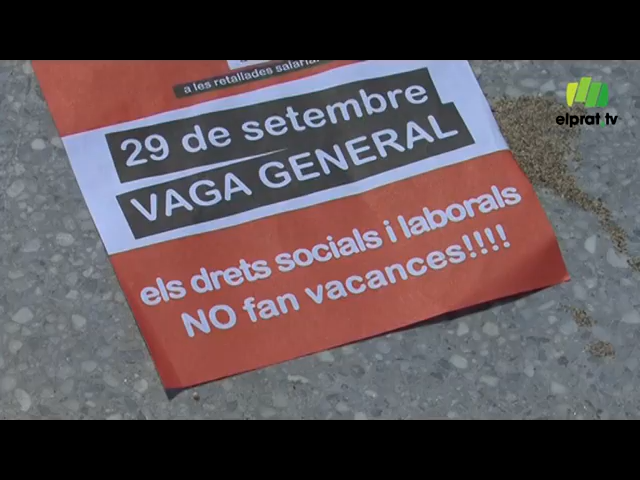 a les retallades salarials
29 de setembre
VAGA GENERAL
els drets socials i laborals
NO fan vacances!!!!
elprat tv